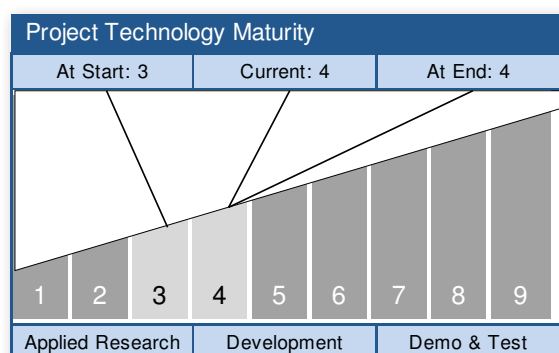 Project Technology Maturity
At Start: 3 Current: 4 At End: 4
1 2 3 4 5 6 7 8 9
Applied Research Development Demo & Test